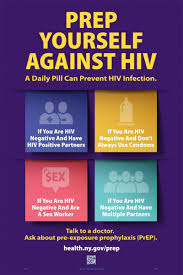 PREP
YOURSELF
AGAINST HIV
A Daily Pill Can Prevent HIV Infection.
If You Are HIV
Negative And Have
HIV Positive Partners
If You Are HIV
Negative And Don't
Always Use Condoms
SEX
If You Are HIV
Negative And Are
A Sex Worker
If You Are HIV
Negative And Have
Multiple Partners
Talk to a doctor.
Ask about pre-exposure prophylaxis (PrEP).
health.ny.gov/prep